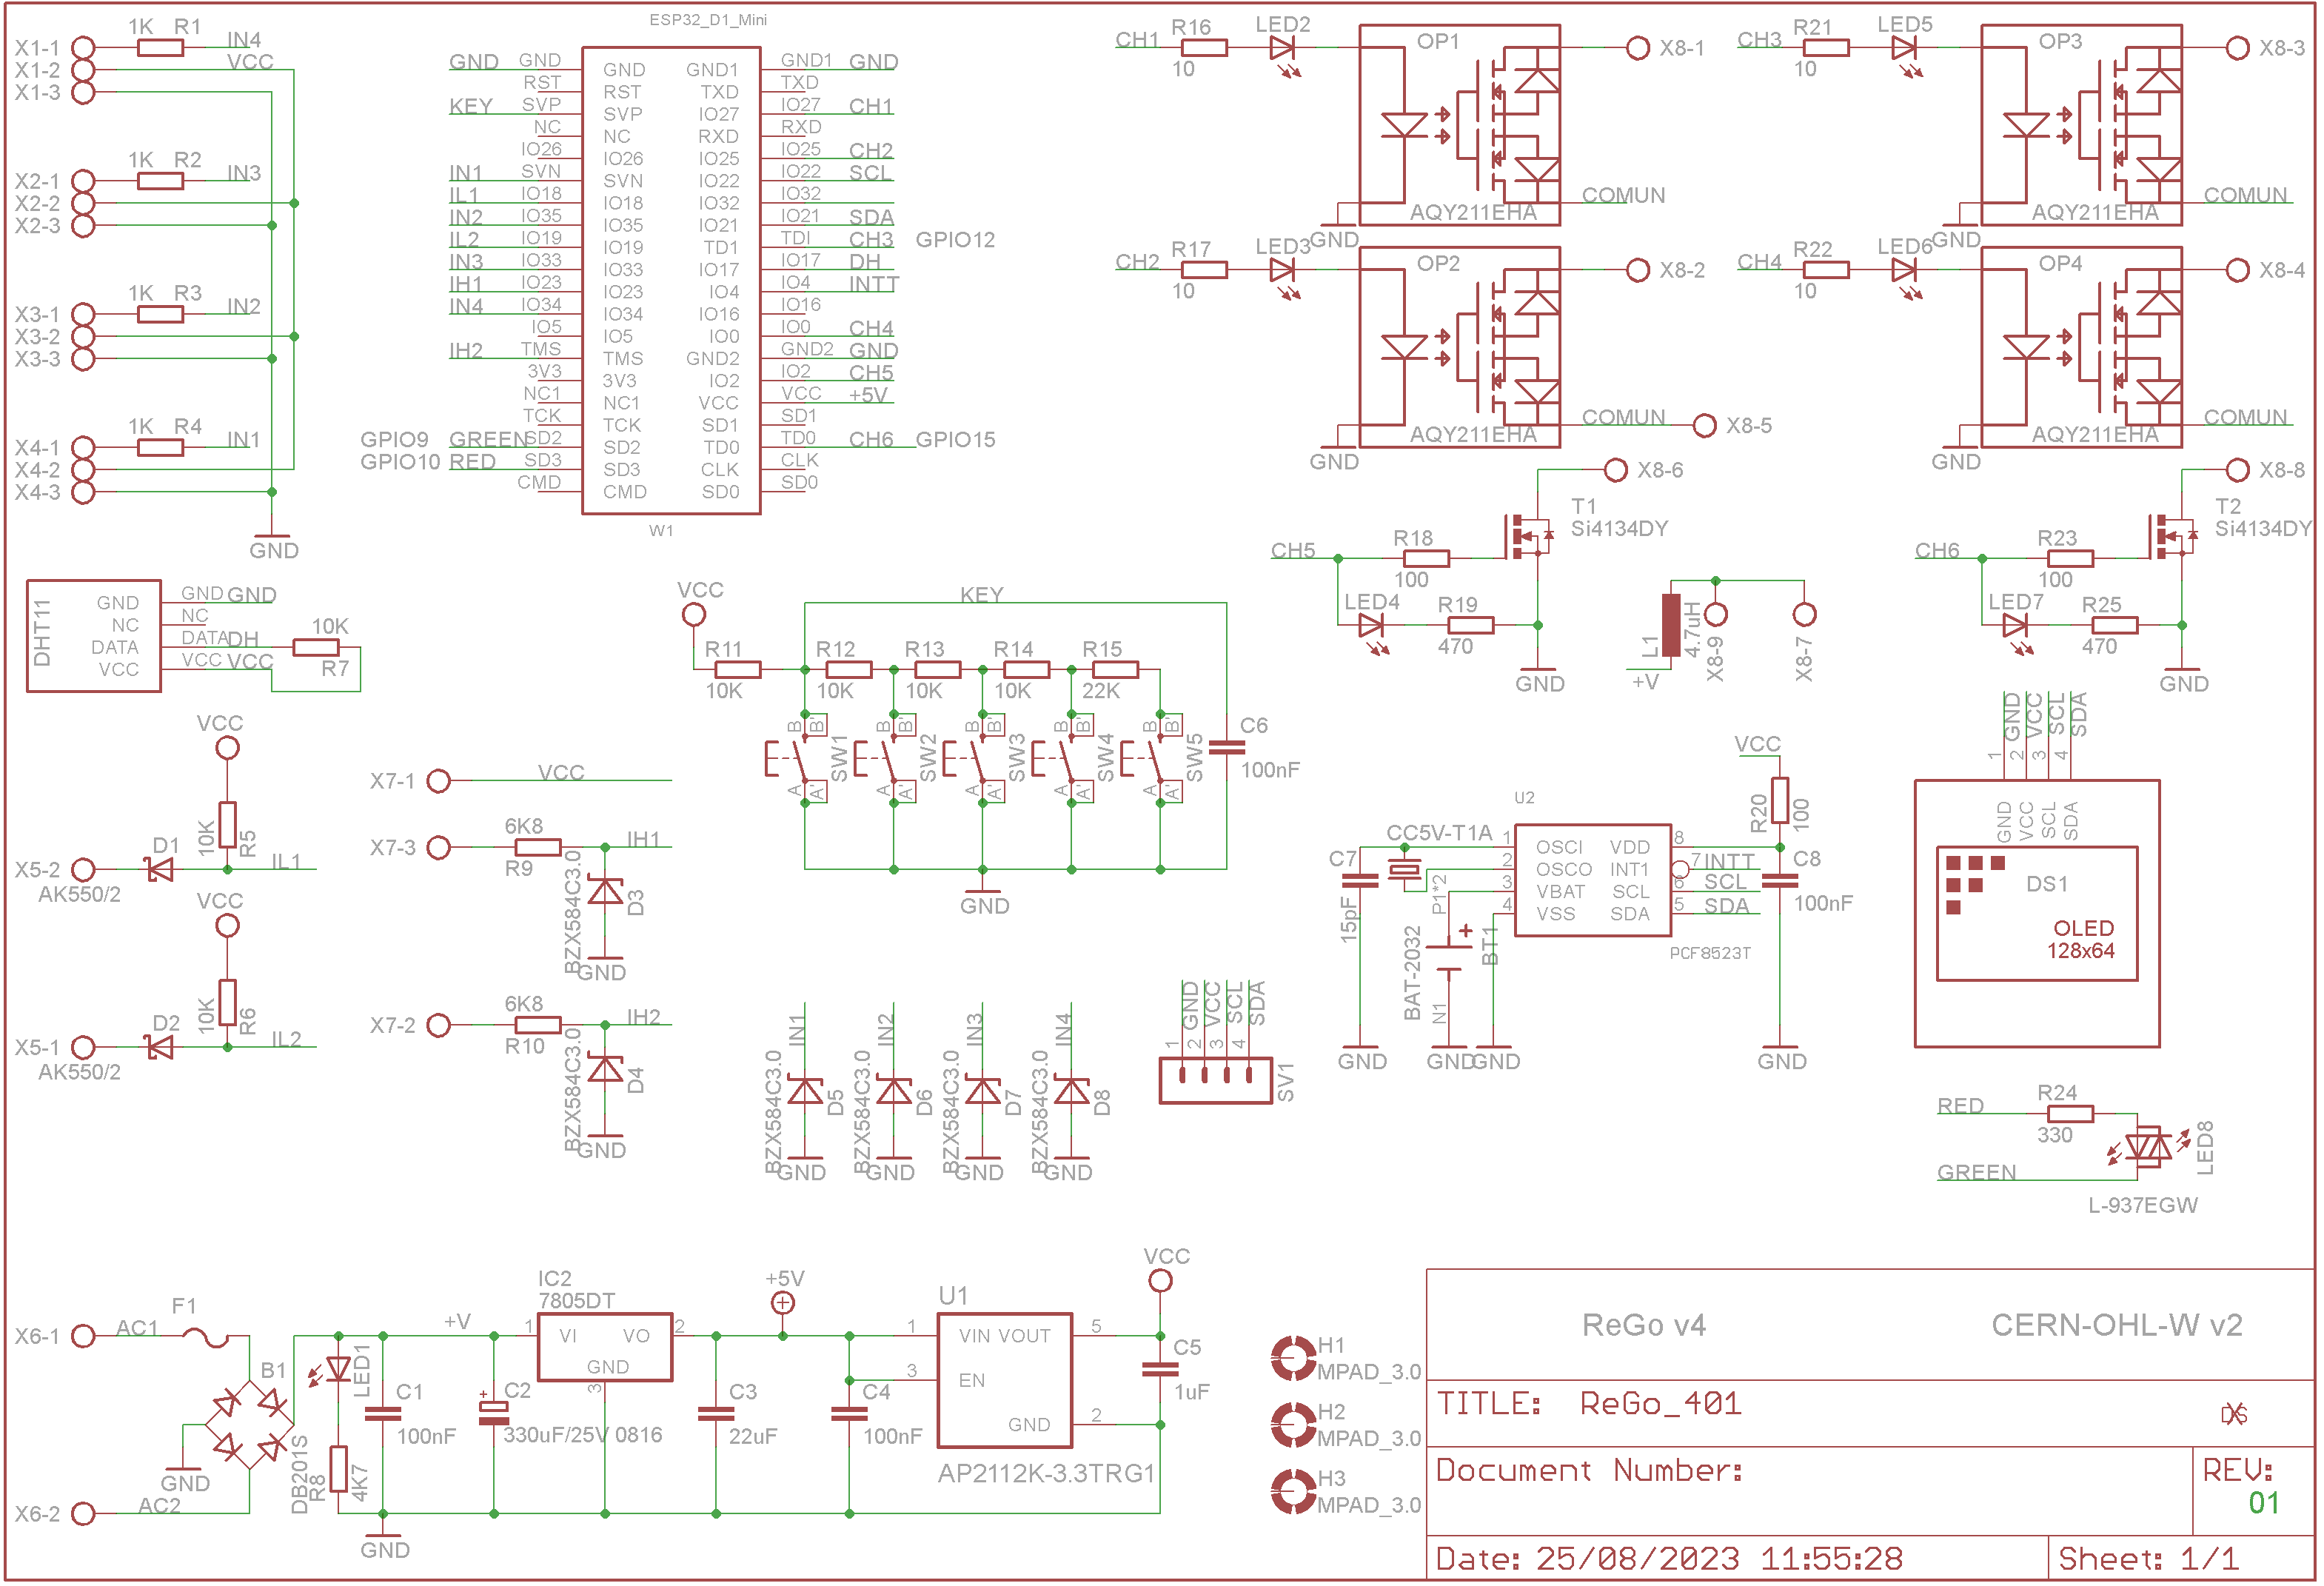 ESP32_D1_Mini
X1-1 1K R1 IN4
X1-2 VCC
X1-3
X2-1 1K R2 IN3
X2-2
X2-3
X3-1 1K R3 IN2
X3-2
X3-3
X4-1 1K R4 IN1
X4-2
X4-3
GND
GND GND GND GND1 GND1 GND
RST RST TXD TXD
KEY SVP SVP IO27 IO27 CH1
NC NC RXD RXD
IO26 IO26 IO25 IO25 CH2
IN1 SVN SVN IO22 IO22 SCL
IL1 IO18 IO18 IO32 IO32
IN2 IO35 IO35 IO21 IO21 SDA
IL2 IO19 IO19 TD1 TDI CH3 GPIO12
IN3 IO33 IO33 IO17 IO17 DH
IH1 IO23 IO23 IO4 IO4 INTT
IN4 IO34 IO34 IO16 IO16
IO5 IO5 IO0 IO0 CH4
IH2 TMS TMS GND2 GND2 GND
3V3 3V3 IO2 IO2 CH5
NC1 NC1 VCC VCC +5V
TCK TCK SD1 SD1
GPIO9 GREEN SD2 SD2 TD0 TD0 CH6 GPIO15
GPIO10 RED SD3 SD3 CLK CLK
CMD CMD SD0 SD0
W1
CH1 R16 10 LED2 OP1 X8-1
COMUN
AQY211EHA
GND
CH3 R21 10 LED5 OP3 X8-3
COMUN
AQY211EHA
GND
CH2 R17 10 LED3 OP2 X8-2
COMUN X8-5
AQY211EHA
GND
CH4 R22 10 LED6 OP4 X8-4
COMUN
AQY211EHA
GND
X8-6
T1
Si4134DY
CH5 R18 100
LED4 R19 470
GND
L1 4.7uH X8-9 X8-7
+V
X8-8
T2
Si4134DY
CH6 R23 100
LED7 R25 470
GND
DHT11
GND GND GND
NC NC
DATA DATA DH 10K
VCC VCC VCC R7
VCC
KEY
R11 R12 R13 R14 R15
10K 10K 10K 10K 22K
B B' B B' B B' B B' B B'
SW1 SW2 SW3 SW4 SW5
A A' A A' A A' A A' A A'
C6
100nF
GND
VCC
10K R5
D1
X5-2 IL1
AK550/2
VCC
10K R6
D2
X5-1 IL2
AK550/2
X7-1 VCC
X7-3 6K8 R9 IH1
BZX584C3.0 D3
GND
X7-2 6K8 R10 IH2
BZX584C3.0 D4
GND
IN1 IN2 IN3 IN4
BZX584C3.0 D5 BZX584C3.0 D6 BZX584C3.0 D7 BZX584C3.0 D8
GND GND GND GND
GND VCC SCL SDA
1 2 3 4
SV1
U2
CC5V-T1A
C7
15pF
1 OSCI VDD 8
2 OSCO INT1 7 INTT
3 VBAT SCL 6 SCL
4 VSS SDA 5 SDA
PCF8523T
P1*2
+
BAT-2032 BT1
N1
VCC
R20 100
C8
100nF
GND GND GND GND
GND VCC SCL SDA
1 2 3 4
GND VCC SCL SDA
DS1
OLED
128x64
RED R24
330
GREEN
LED8
L-937EGW
X6-1 AC1 F1
X6-2 AC2
B1
DB201S
GND
LED1
R8 4K7
C1
100nF
+V
+
C2
330uF/25V 0816
IC2
7805DT
1 VI VO 2
GND
3
+5V
C3
22uF
C4
100nF
U1
1 VIN VOUT 5
3 EN
GND 2
AP2112K-3.3TRG1
VCC
C5
1uF
GND
H1
MPAD_3.0
H2
MPAD_3.0
H3
MPAD_3.0
ReGo v4 CERN-OHL-W v2
TITLE: ReGo_401
Document Number:
REV:
01
Date: 25/08/2023 11:55:28 Sheet: 1/1